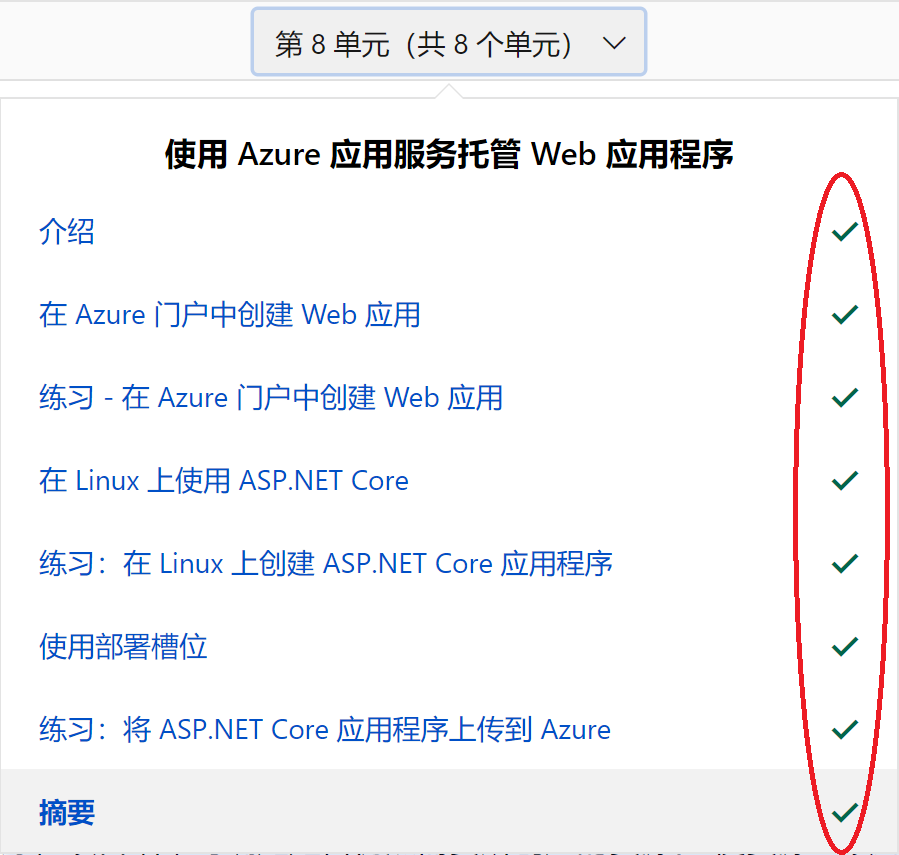 第 8 单元（共 8 个单元）
使用 Azure 应用服务托管 Web 应用程序
介绍
在 Azure 门户中创建 Web 应用
练习 - 在 Azure 门户中创建 Web 应用
在 Linux 上使用 ASP.NET Core
练习：在 Linux 上创建 ASP.NET Core 应用程序
使用部署槽位
练习：将 ASP.NET Core 应用程序上传到 Azure
摘要